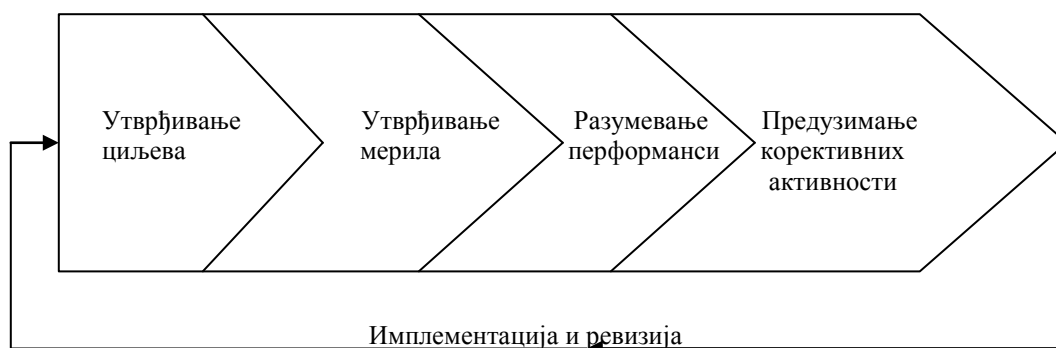 Утврђивање
циљева
Утврђивање
мерила
Разумевање
перформанси
Предузимање
корективних
активности
Имплементација и ревизија